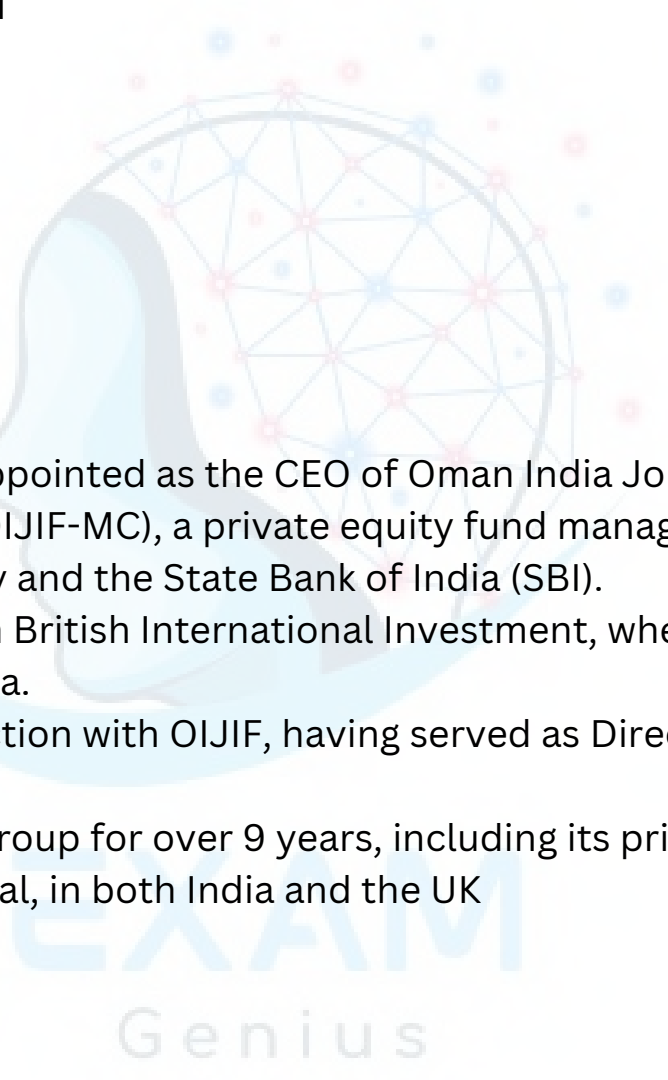 ppointed as the CEO of Oman India Jo
IJIF-MC), a private equity fund manag
and the State Bank of India (SBI).
British International Investment, whe
a.
tion with OIJIF, having served as Direc
roup for over 9 years, including its pri
al, in both India and the UK
EXAM
Genius